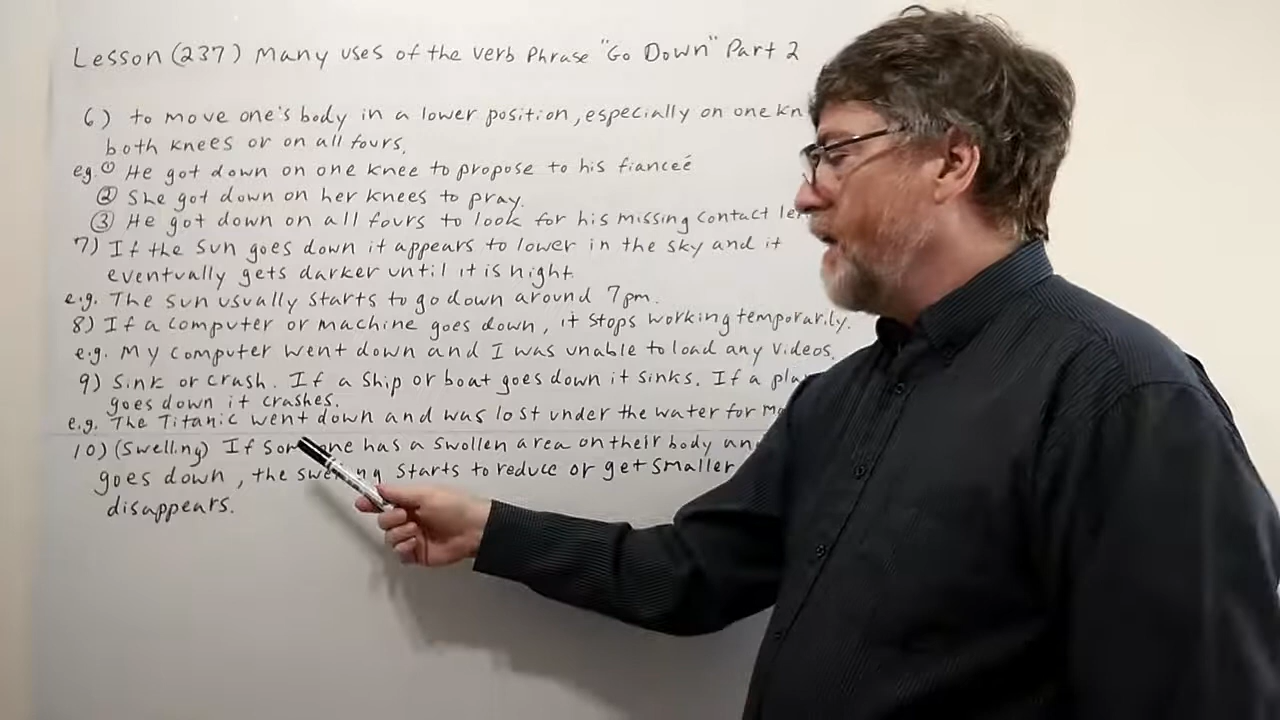 Lesson (237) Many uses of the verb Phrase "Go Down" Part 2
6) to move one's body in a lower position, especially on one
both knees or on all fours.
eg. ① He got down on one knee to propose to his fianceé
② She got down on her knees to pray.
③ He got down on all fours to look for his missing contact
7) If the sun goes down it appears to lower in the sky and it
eventually gets darker until it is night
e.g. The sun usually starts to go down around 7pm.
8) If a computer or machine goes down, it stops working temporarily.
e.g. My computer went down and I was unable to load any videos.
9) Sink or crash. If a ship or boat goes down it sinks. If a
goes down it crashes.
e.g. The Titanic went down and was lost under the water for
10) (Swelling) If someone has a swollen area on their body
goes down, the swelling starts to reduce or get smaller
disappears.